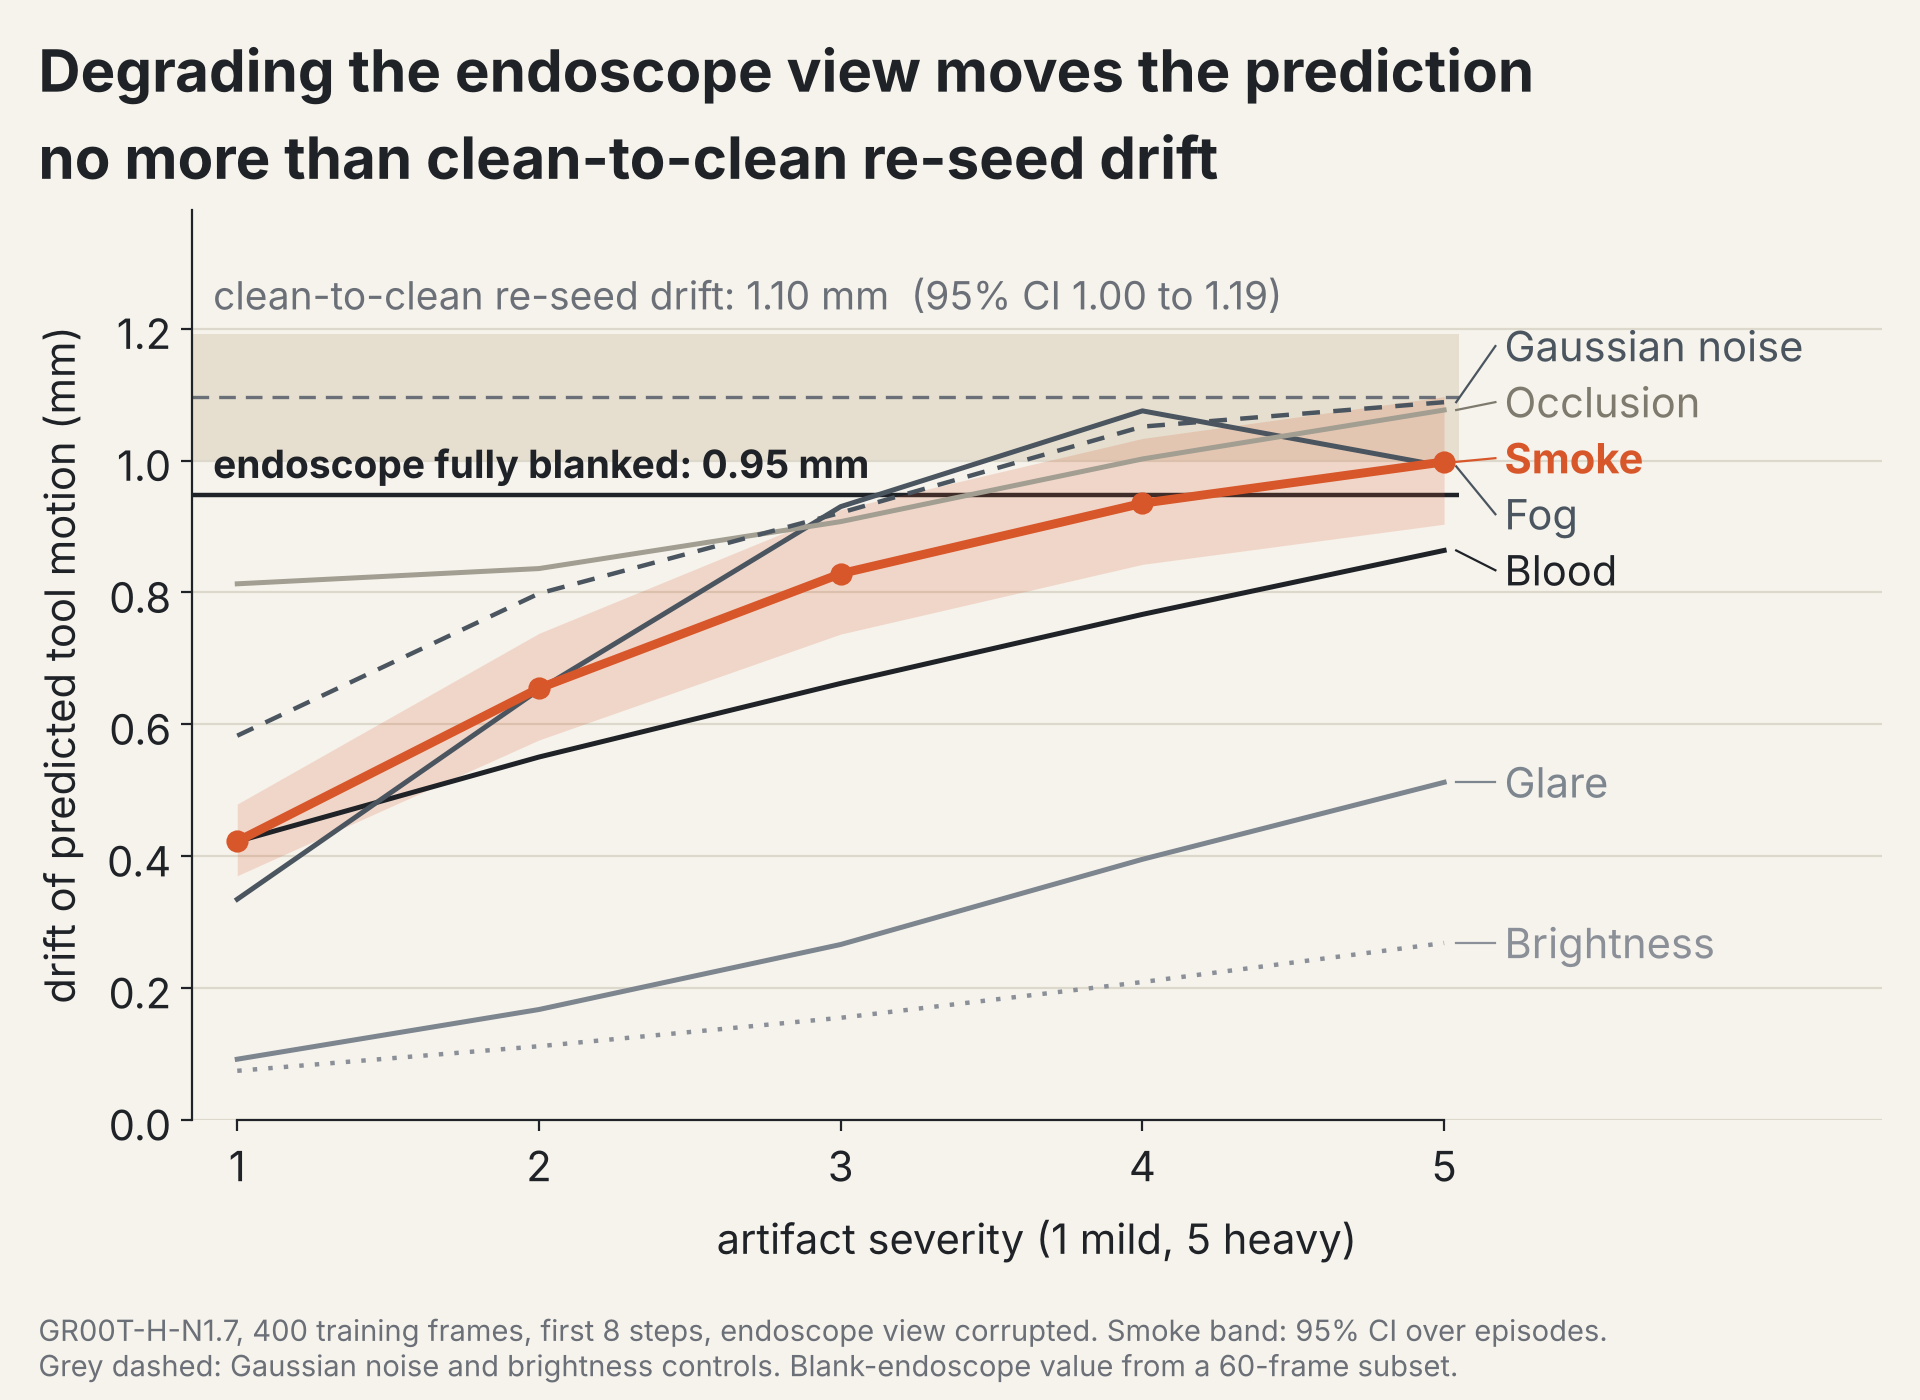 Degrading the endoscope view moves the prediction
no more than clean-to-clean re-seed drift
clean-to-clean re-seed drift: 1.10 mm (95% CI 1.00 to 1.19)
endoscope fully blanked: 0.95 mm
drift of predicted tool motion (mm)
1.2
1.0
0.8
0.6
0.4
0.2
0.0
Gaussian noise
Occlusion
Smoke
Fog
Blood
Glare
Brightness
1 2 3 4 5
artifact severity (1 mild, 5 heavy)
GR00T-H-N1.7, 400 training frames, first 8 steps, endoscope view corrupted. Smoke band: 95% CI over episodes.
Grey dashed: Gaussian noise and brightness controls. Blank-endoscope value from a 60-frame subset.